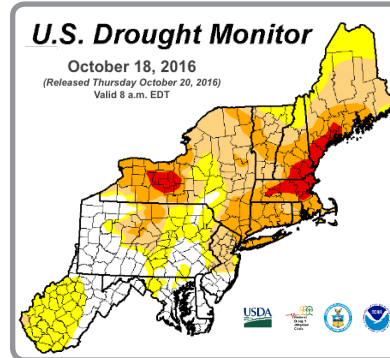 U.S. Drought Monitor
October 18, 2016
(Released Thursday October 20, 2016)
Valid 8 a.m. EDT
USDA